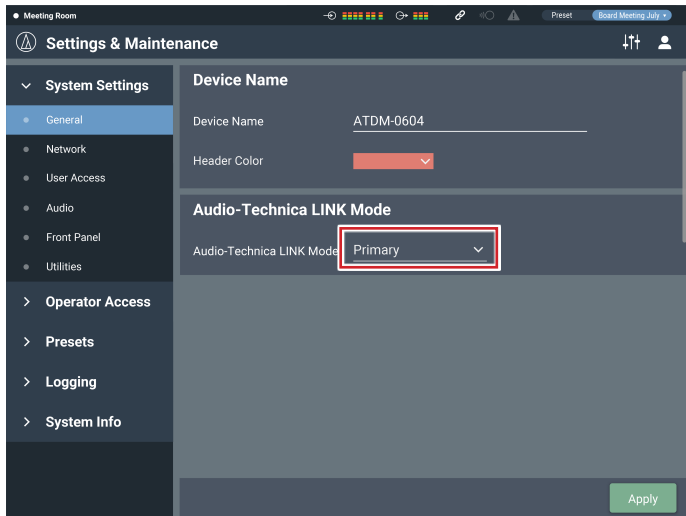 Meeting Room
Preset
Board Meeting July
Settings & Maintenance
System Settings
General
Network
User Access
Audio
Front Panel
Utilities
Operator Access
Presets
Logging
System Info
Device Name
Device Name ATDM-0604
Header Color
Audio-Technica LINK Mode
Audio-Technica LINK Mode Primary
Apply